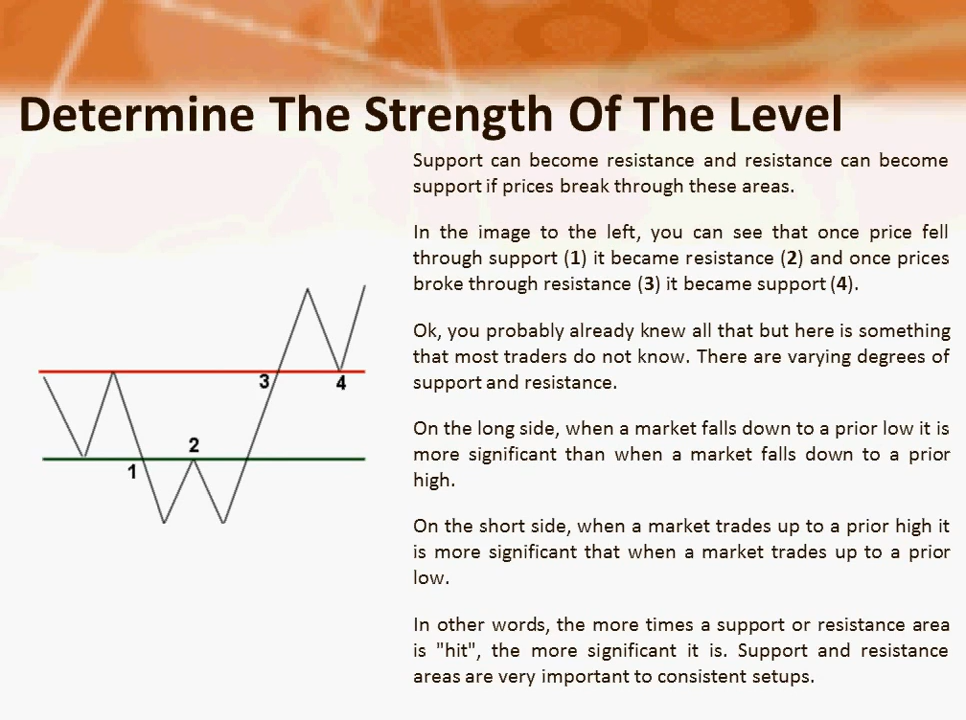 Determine The Strength Of The Level
Support can become resistance and resistance can become
support if prices break through these areas.
In the image to the left, you can see that once price fell
through support (1) it became resistance (2) and once prices
broke through resistance (3) it became support (4).
Ok, you probably already knew all that but here is something
that most traders do not know. There are varying degrees of
support and resistance.
On the long side, when a market falls down to a prior low it is
more significant than when a market falls down to a prior
high.
On the short side, when a market trades up to a prior high it
is more significant that when a market trades up to a prior
low.
In other words, the more times a support or resistance area
is "hit", the more significant it is. Support and resistance
areas are very important to consistent setups.
3
4
2
1